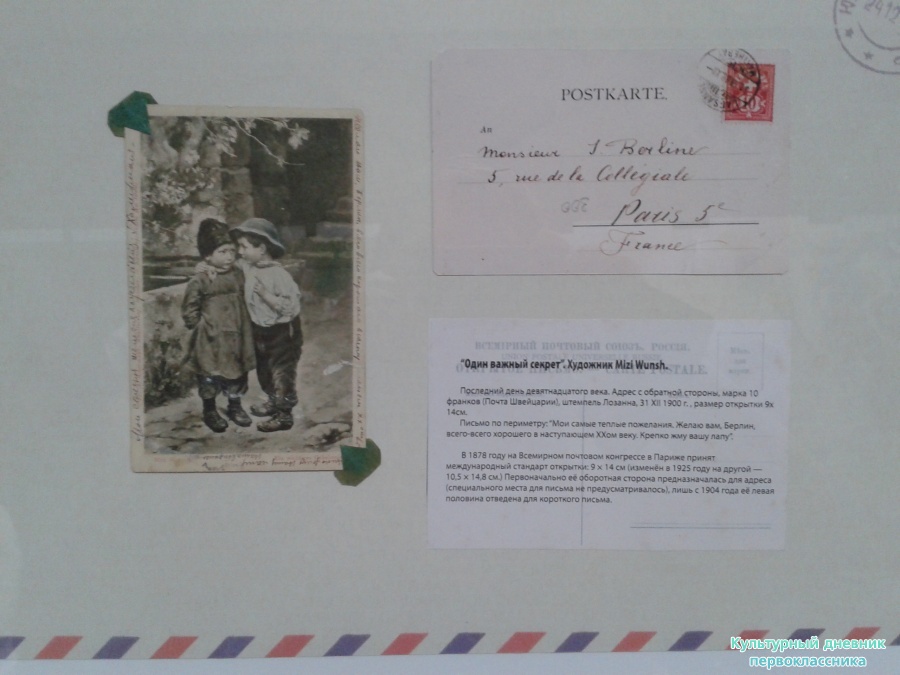 POSTKARTE.
An
Monsieur S. Berline
5, rue de la Collégiale
Paris 5e
France
ВСЕМІРНЫЙ ПОЧТОВЫЙ СОЮЗЪ. РОССІЯ.
CARTE POSTALE.
"Один важный секрет". Художник Mizi Wunsh.
Последний день девятнадцатого века. Адрес с обратной стороны, марка 10
франков (Почта Швейцарии), штемпель Лозанна, 31 XII 1900 г. , размер открытки 9x
14см.
Письмо по периметру: "Мои самые теплые пожелания. Желаю вам, Берлин,
всего-всего хорошего в наступающем XXом веку. Крепко жму вашу лапу".
В 1878 году на Всемирном почтовом конгрессе в Париже принят
международный стандарт открытки: 9 × 14 см (изменён в 1925 году на другой —
10,5 × 14,8 см.) Первоначально её оборотная сторона предназначалась для адреса
(специального места для письма не предусматривалось), лишь с 1904 года её левая
половина отведена для короткого письма.
Культурный дневник
первоклассника